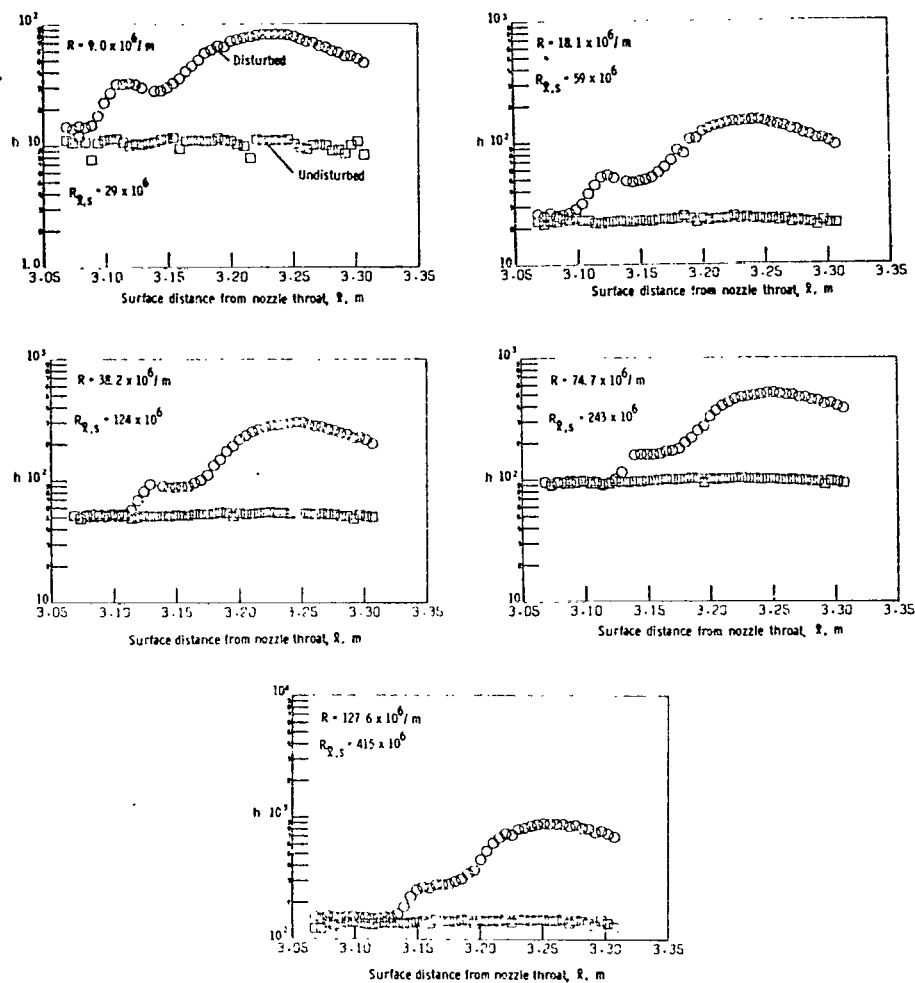 10²
R = 9.0 x 10⁶/m
Disturbed
h 10
Undisturbed
R_ℓ,s = 29 x 10⁶
1.0
3.05 3.10 3.15 3.20 3.25 3.30 3.35
Surface distance from nozzle throat, ℓ, m
10³
R = 18.1 x 10⁶/m
R_ℓ,s = 59 x 10⁶
h 10²
10
3.05 3.10 3.15 3.20 3.25 3.30 3.35
Surface distance from nozzle throat, ℓ, m
10³
R = 38.2 x 10⁶/m
R_ℓ,s = 124 x 10⁶
h 10²
10
3.05 3.10 3.15 3.20 3.25 3.30 3.35
Surface distance from nozzle throat, ℓ, m
10³
R = 74.7 x 10⁶/m
R_ℓ,s = 243 x 10⁶
h 10²
10
3.05 3.10 3.15 3.20 3.25 3.30 3.35
Surface distance from nozzle throat, ℓ, m
10⁴
R = 127.6 x 10⁶/m
R_ℓ,s = 415 x 10⁶
h 10³
10²
3.05 3.10 3.15 3.20 3.25 3.30 3.35
Surface distance from nozzle throat, ℓ, m